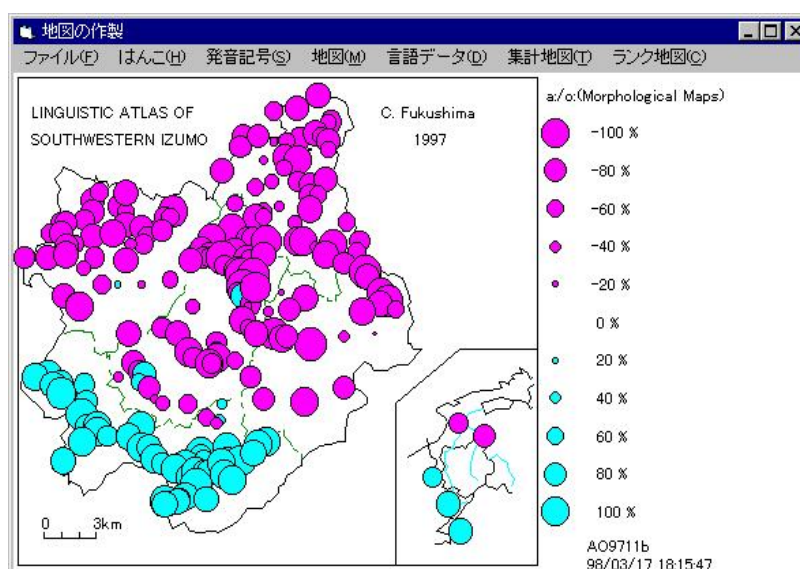 地図の作製
ファイル(F) はんこ(H) 発音記号(S) 地図(M) 言語データ(D) 集計地図(T) ランク地図(C)
LINGUISTIC ATLAS OF
SOUTHWESTERN IZUMO
C. Fukushima
1997
a:/o:(Morphological Maps)
-100 %
-80 %
-60 %
-40 %
-20 %
0 %
20 %
40 %
60 %
80 %
100 %
0 3km
AO9711b
98/03/17 18:15:47